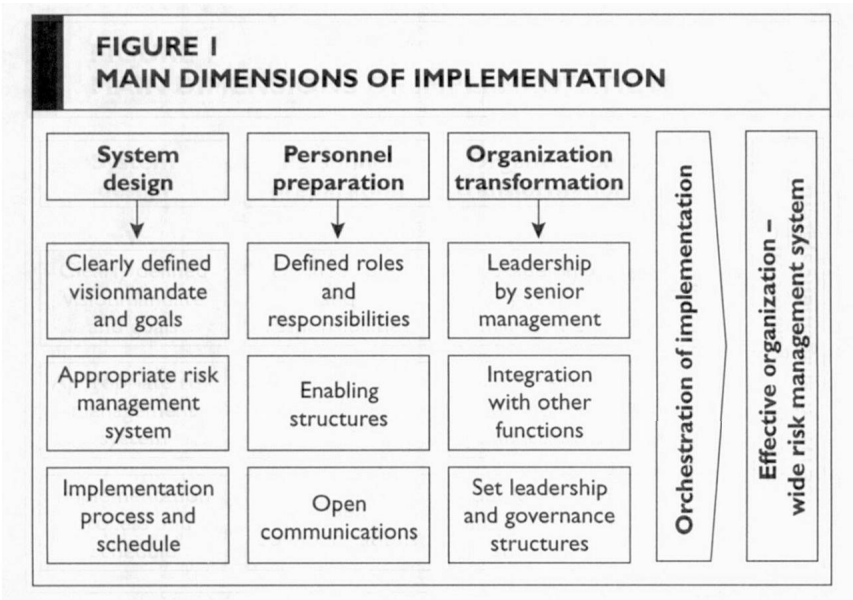 FIGURE I
MAIN DIMENSIONS OF IMPLEMENTATION
System
design
Clearly defined
visionmandate
and goals
Appropriate risk
management
system
Implementation
process and
schedule
Personnel
preparation
Defined roles
and
responsibilities
Enabling
structures
Open
communications
Organization
transformation
Leadership
by senior
management
Integration
with other
functions
Set leadership
and governance
structures
Orchestration of implementation
Effective organization –
wide risk management system